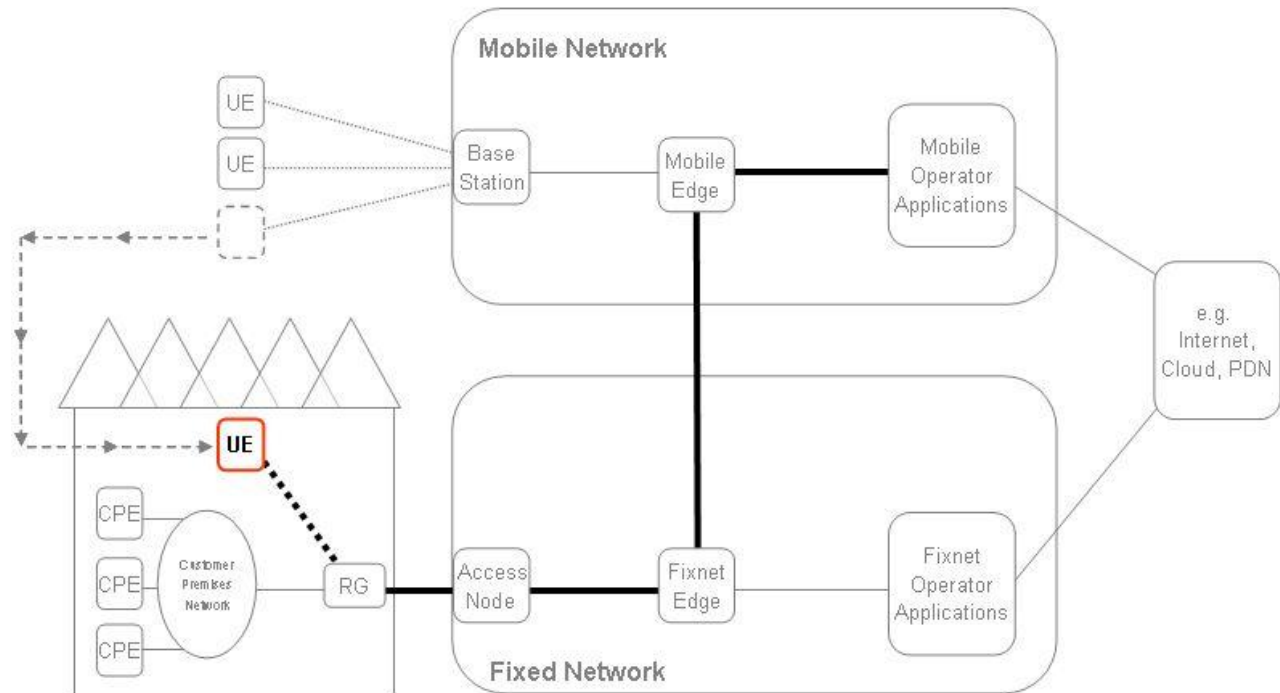 Mobile Network
UE
UE
Base
Station
Mobile
Edge
Mobile
Operator
Applications
e.g.
Internet,
Cloud, PDN
UE
CPE
CPE
CPE
Customer
Premises
Network
RG
Access
Node
Fixnet
Edge
Fixnet
Operator
Applications
Fixed Network